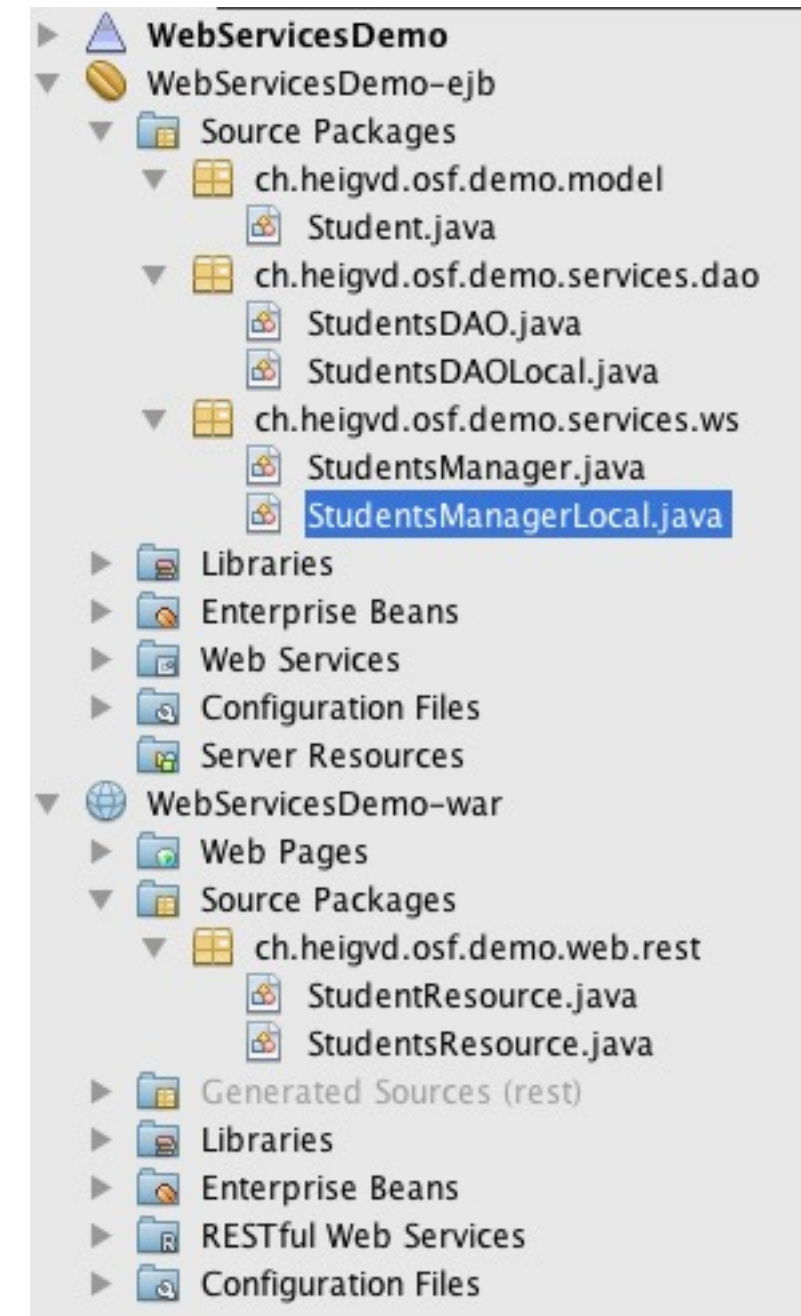 WebServicesDemo
WebServicesDemo-ejb
Source Packages
ch.heigvd.osf.demo.model
Student.java
ch.heigvd.osf.demo.services.dao
StudentsDAO.java
StudentsDAOLocal.java
ch.heigvd.osf.demo.services.ws
StudentsManager.java
StudentsManagerLocal.java
Libraries
Enterprise Beans
Web Services
Configuration Files
Server Resources
WebServicesDemo-war
Web Pages
Source Packages
ch.heigvd.osf.demo.web.rest
StudentResource.java
StudentsResource.java
Generated Sources (rest)
Libraries
Enterprise Beans
RESTful Web Services
Configuration Files